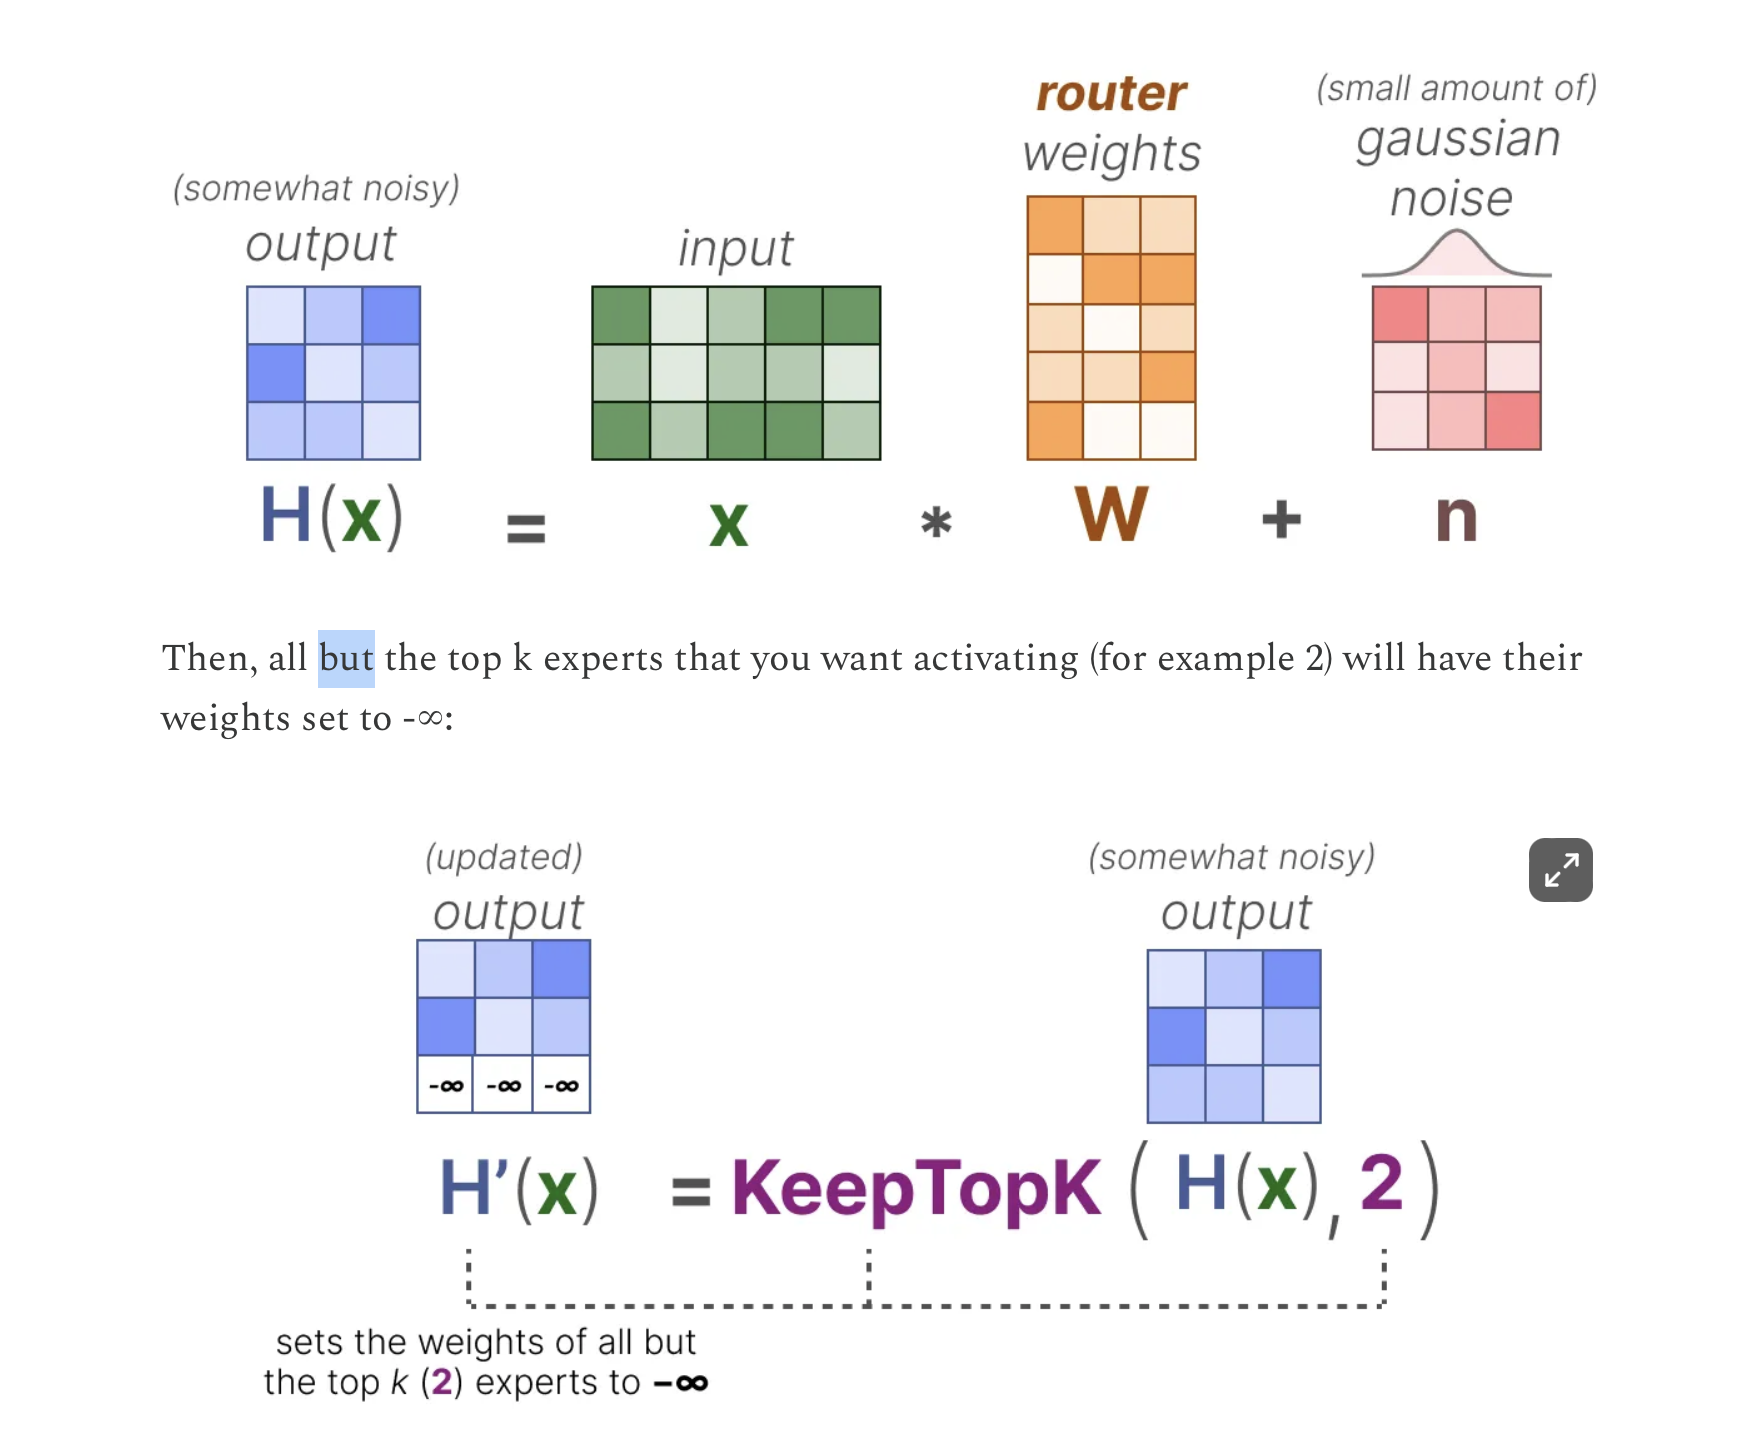 router
(small amount of)
weights
gaussian
(somewhat noisy)
noise
output
input
H(x) = x * W + n
Then, all but the top k experts that you want activating (for example 2) will have their
weights set to -∞:
(updated)
(somewhat noisy)
output
output
-∞ -∞ -∞
H’(x) = KeepTopK ( H(x), 2 )
sets the weights of all but
the top k (2) experts to -∞